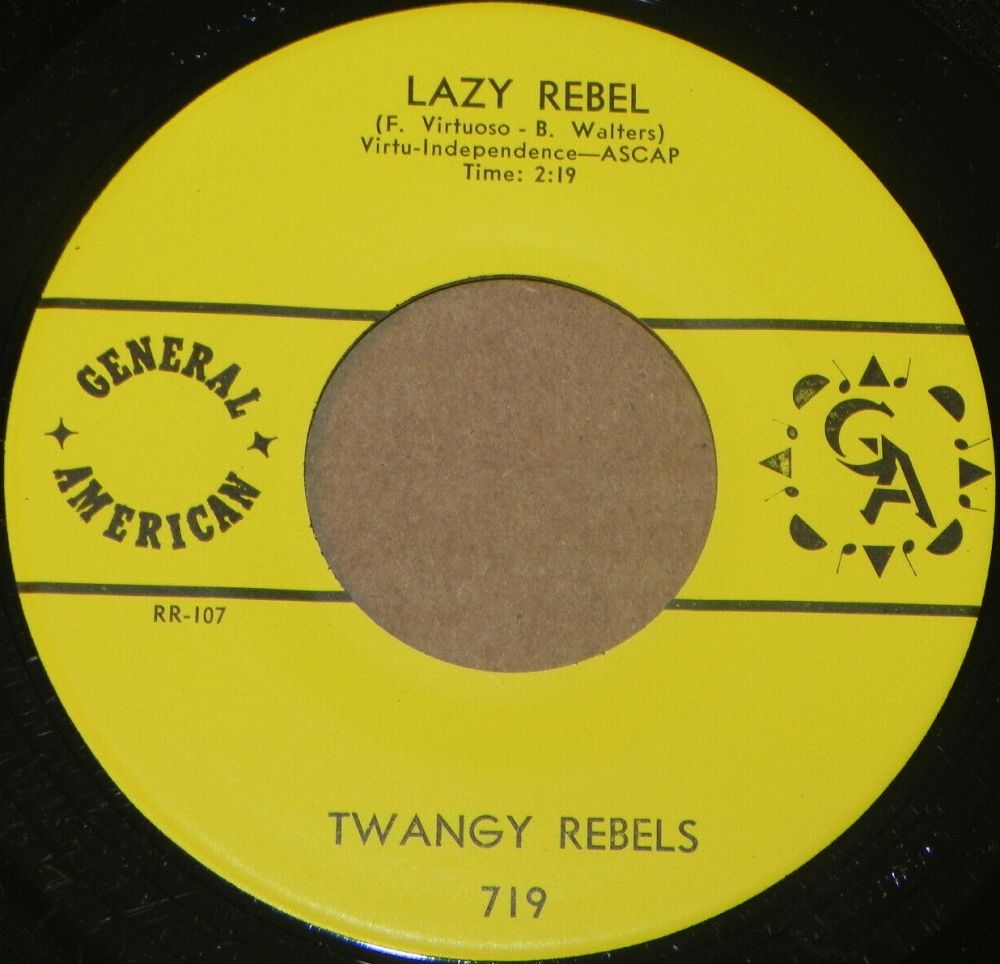 LAZY REBEL
(F. Virtuoso - B. Walters)
Virtu-Independence—ASCAP
Time: 2:19
GENERAL
AMERICAN
GA
RR-107
TWANGY REBELS
719